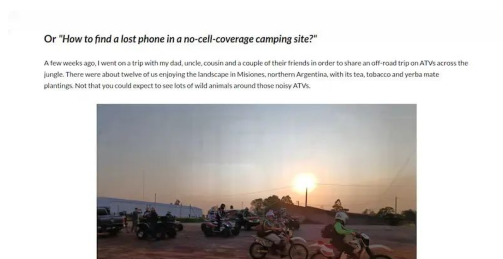 Or "How to find a lost phone in a no-cell-coverage camping site?"
A few weeks ago, I went on a trip with my dad, uncle, cousin and a couple of their friends in order to share an off-road trip on ATVs across the
jungle. There were about twelve of us enjoying the landscape in Misiones, northern Argentina, with its tea, tobacco and yerba mate
plantings. Not that you could expect to see lots of wild animals around those noisy ATVs.